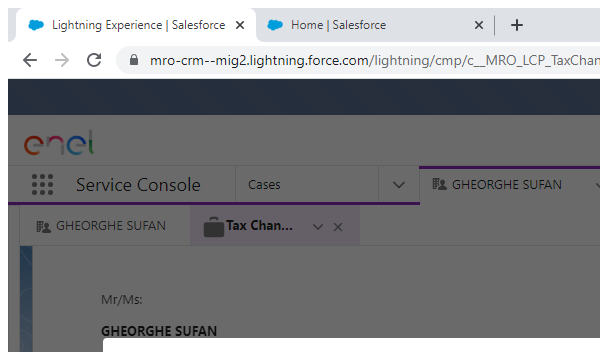 Lightning Experience | Salesforce
Home | Salesforce
mro-crm--mig2.lightning.force.com/lightning/cmp/c__MRO_LCP_TaxChan
enel
Service Console
Cases
GHEORGHE SUFAN
GHEORGHE SUFAN
Tax Chan...
Mr/Ms:
GHEORGHE SUFAN